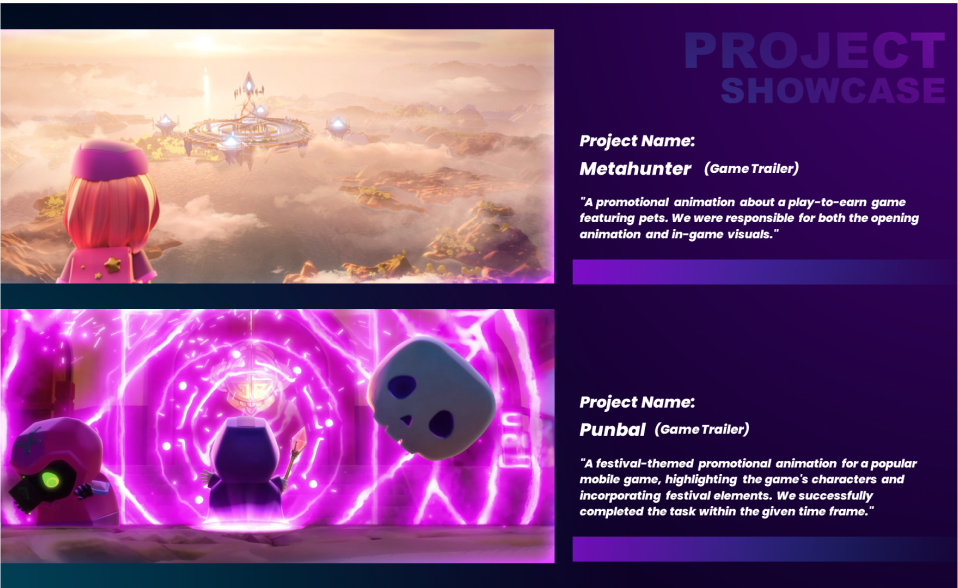 PROJECT
SHOWCASE
Project Name:
Metahunter (Game Trailer)
"A promotional animation about a play-to-earn game
featuring pets. We were responsible for both the opening
animation and in-game visuals."
Project Name:
Punbal (Game Trailer)
"A festival-themed promotional animation for a popular
mobile game, highlighting the game's characters and
incorporating festival elements. We successfully
completed the task within the given time frame."